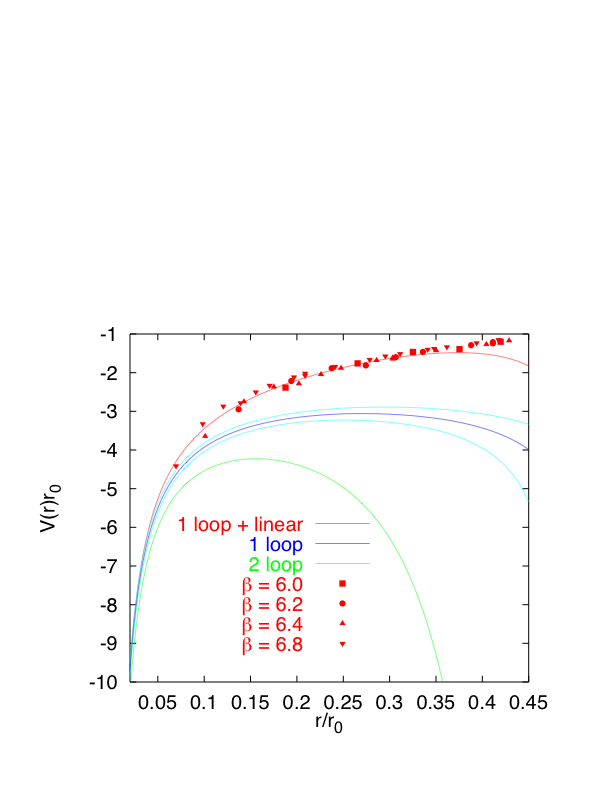 -1
-2
-3
-4
-5
-6
-7
-8
-9
-10
V(r)r0
1 loop + linear
1 loop
2 loop
β = 6.0
β = 6.2
β = 6.4
β = 6.8
0.05 0.1 0.15 0.2 0.25 0.3 0.35 0.4 0.45
r/r0